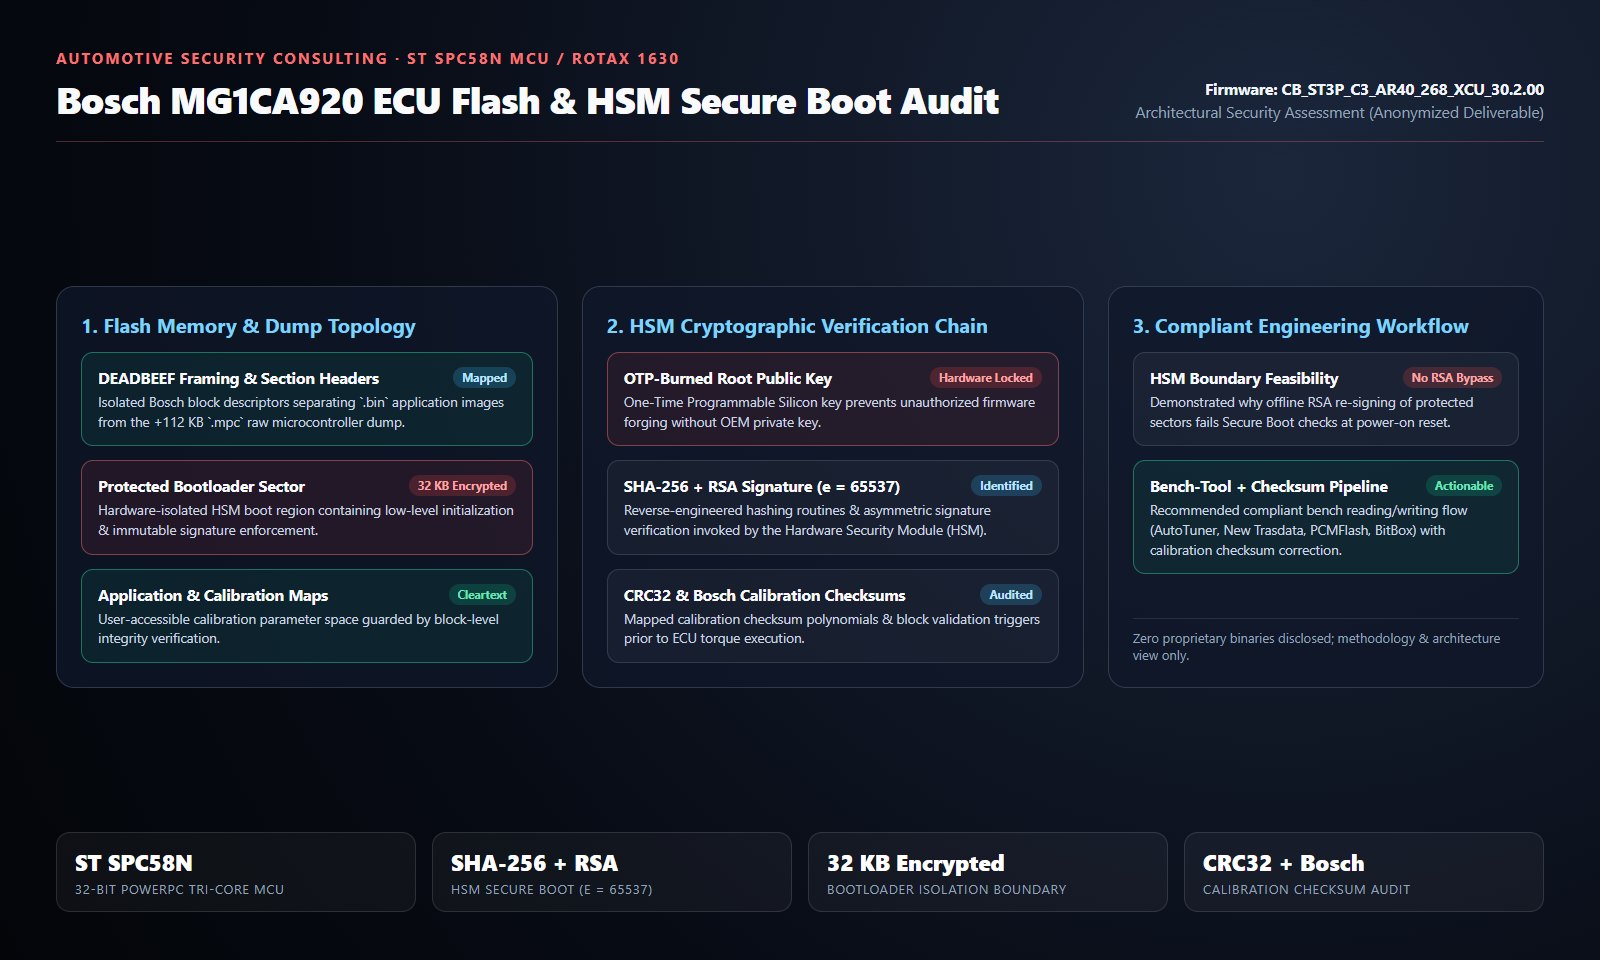 AUTOMOTIVE SECURITY CONSULTING · ST SPC58N MCU / ROTAX 1630
Bosch MG1CA920 ECU Flash & HSM Secure Boot Audit
Firmware: CB_ST3P_C3_AR40_268_XCU_30.2.00
Architectural Security Assessment (Anonymized Deliverable)
1. Flash Memory & Dump Topology
DEADBEEF Framing & Section Headers
Mapped
Isolated Bosch block descriptors separating `.bin` application images
from the +112 KB `.mpc` raw microcontroller dump.
Protected Bootloader Sector
32 KB Encrypted
Hardware-isolated HSM boot region containing low-level initialization
& immutable signature enforcement.
Application & Calibration Maps
Cleartext
User-accessible calibration parameter space guarded by block-level
integrity verification.
2. HSM Cryptographic Verification Chain
OTP-Burned Root Public Key
Hardware Locked
One-Time Programmable Silicon key prevents unauthorized firmware
forging without OEM private key.
SHA-256 + RSA Signature (e = 65537)
Identified
Reverse-engineered hashing routines & asymmetric signature
verification invoked by the Hardware Security Module (HSM).
CRC32 & Bosch Calibration Checksums
Audited
Mapped calibration checksum polynomials & block validation triggers
prior to ECU torque execution.
3. Compliant Engineering Workflow
HSM Boundary Feasibility
No RSA Bypass
Demonstrated why offline RSA re-signing of protected
sectors fails Secure Boot checks at power-on reset.
Bench-Tool + Checksum Pipeline
Actionable
Recommended compliant bench reading/writing flow
(AutoTuner, New Trasdata, PCMFlash, BitBox) with
calibration checksum correction.
Zero proprietary binaries disclosed; methodology & architecture
view only.
ST SPC58N
32-BIT POWERPC TRI-CORE MCU
SHA-256 + RSA
HSM SECURE BOOT (E = 65537)
32 KB Encrypted
BOOTLOADER ISOLATION BOUNDARY
CRC32 + Bosch
CALIBRATION CHECKSUM AUDIT